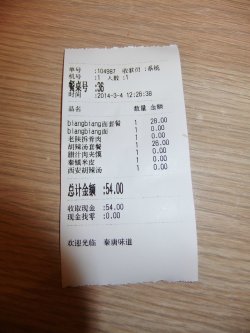 单号 :104987 收银员 :系统
机号 :1 人数 :1
餐桌号 :36
时间 :2014-3-4 12:26:36
品名 数量 金额
biangbiang面套餐 1 28.00
biangbiang面 1 0.00
老陕拆骨肉 1 0.00
胡辣汤套餐 1 26.00
腊汁肉夹馍 1 0.00
秦镇米皮 1 0.00
西安胡辣汤 1 0.00
总计金额 :54.00
收取现金 :54.00
现金找零 :0.00
欢迎光临 秦唐味道